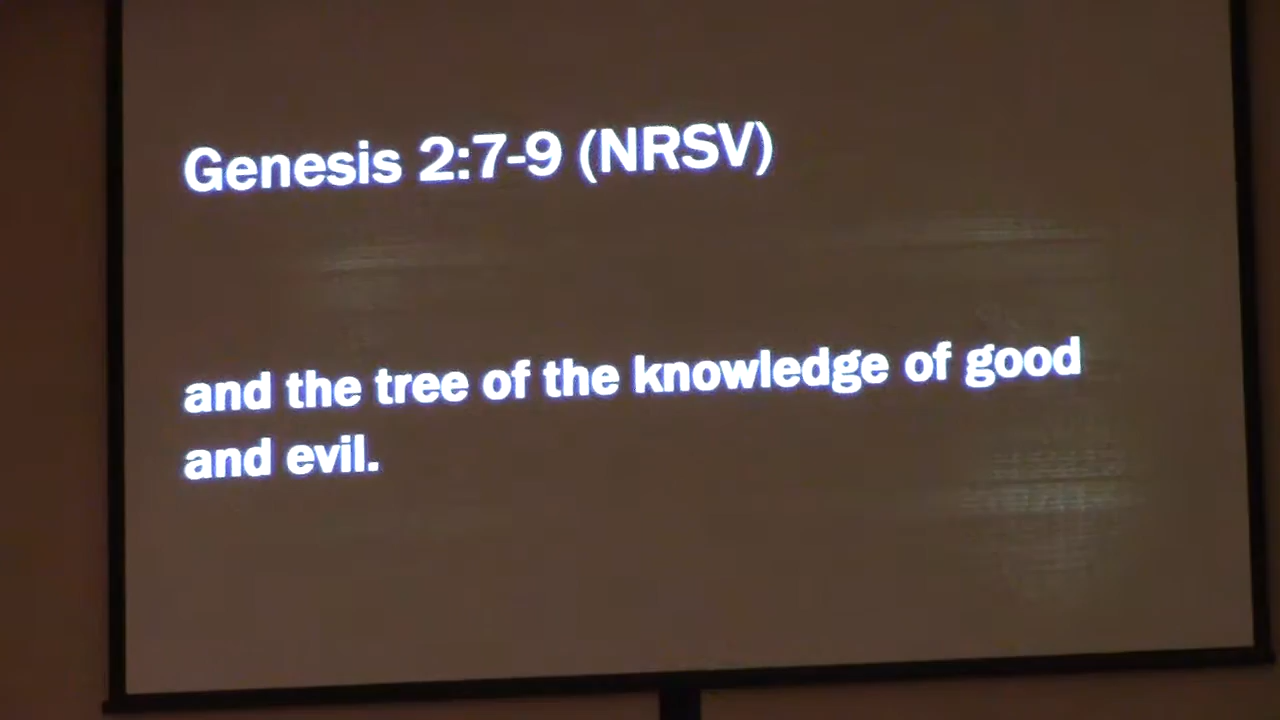 Genesis 2:7-9 (NRSV)
and the tree of the knowledge of good
and evil.